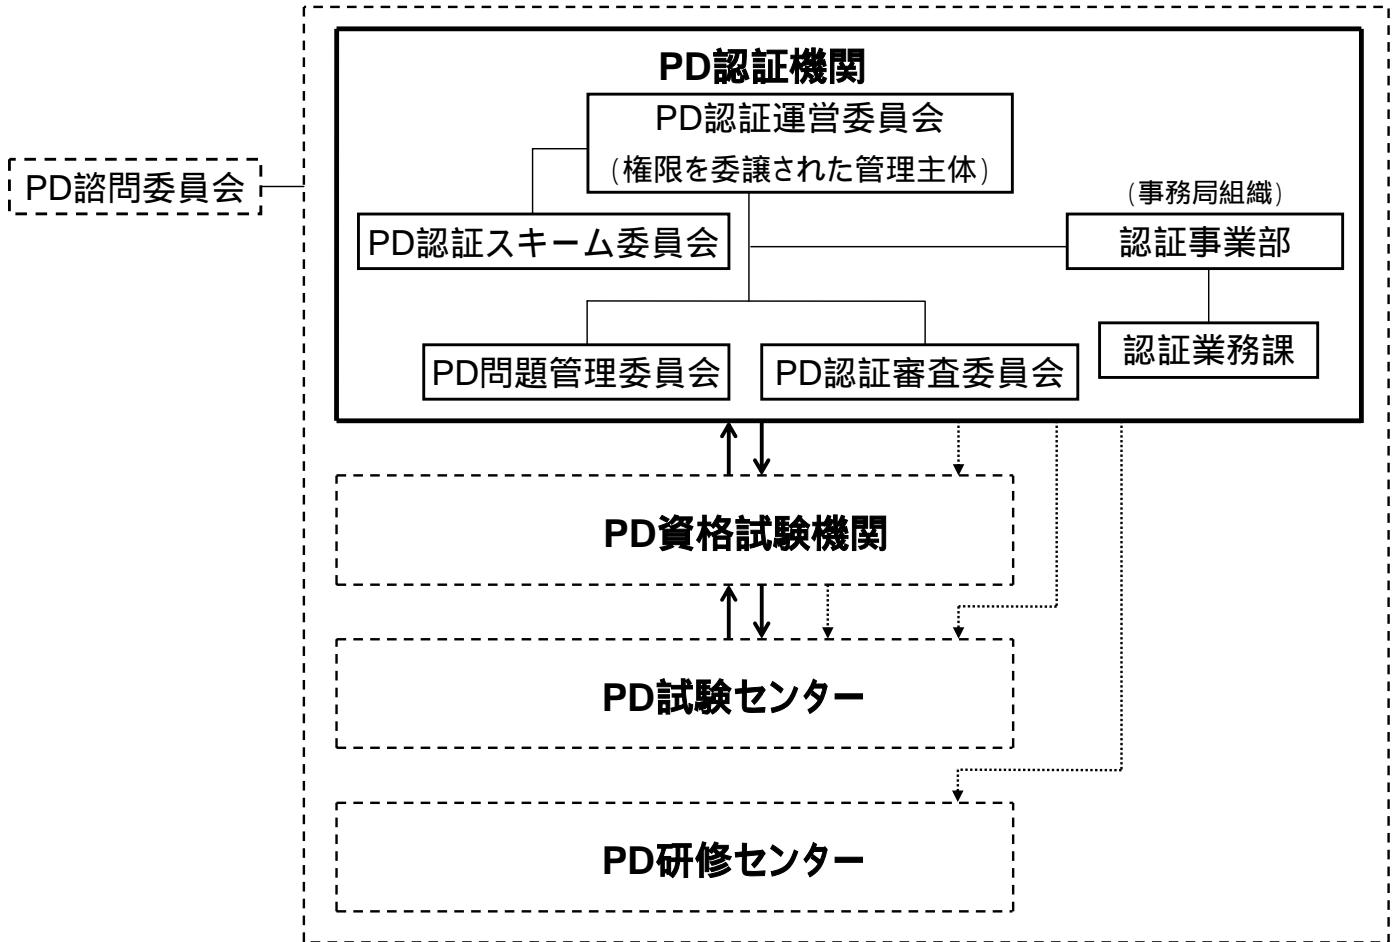 PD認証機関
PD認証運営委員会
(権限を委譲された管理主体)
PD諮問委員会
(事務局組織)
PD認証スキーム委員会
認証事業部
認証業務課
PD問題管理委員会
PD認証審査委員会
PD資格試験機関
PD試験センター
PD研修センター